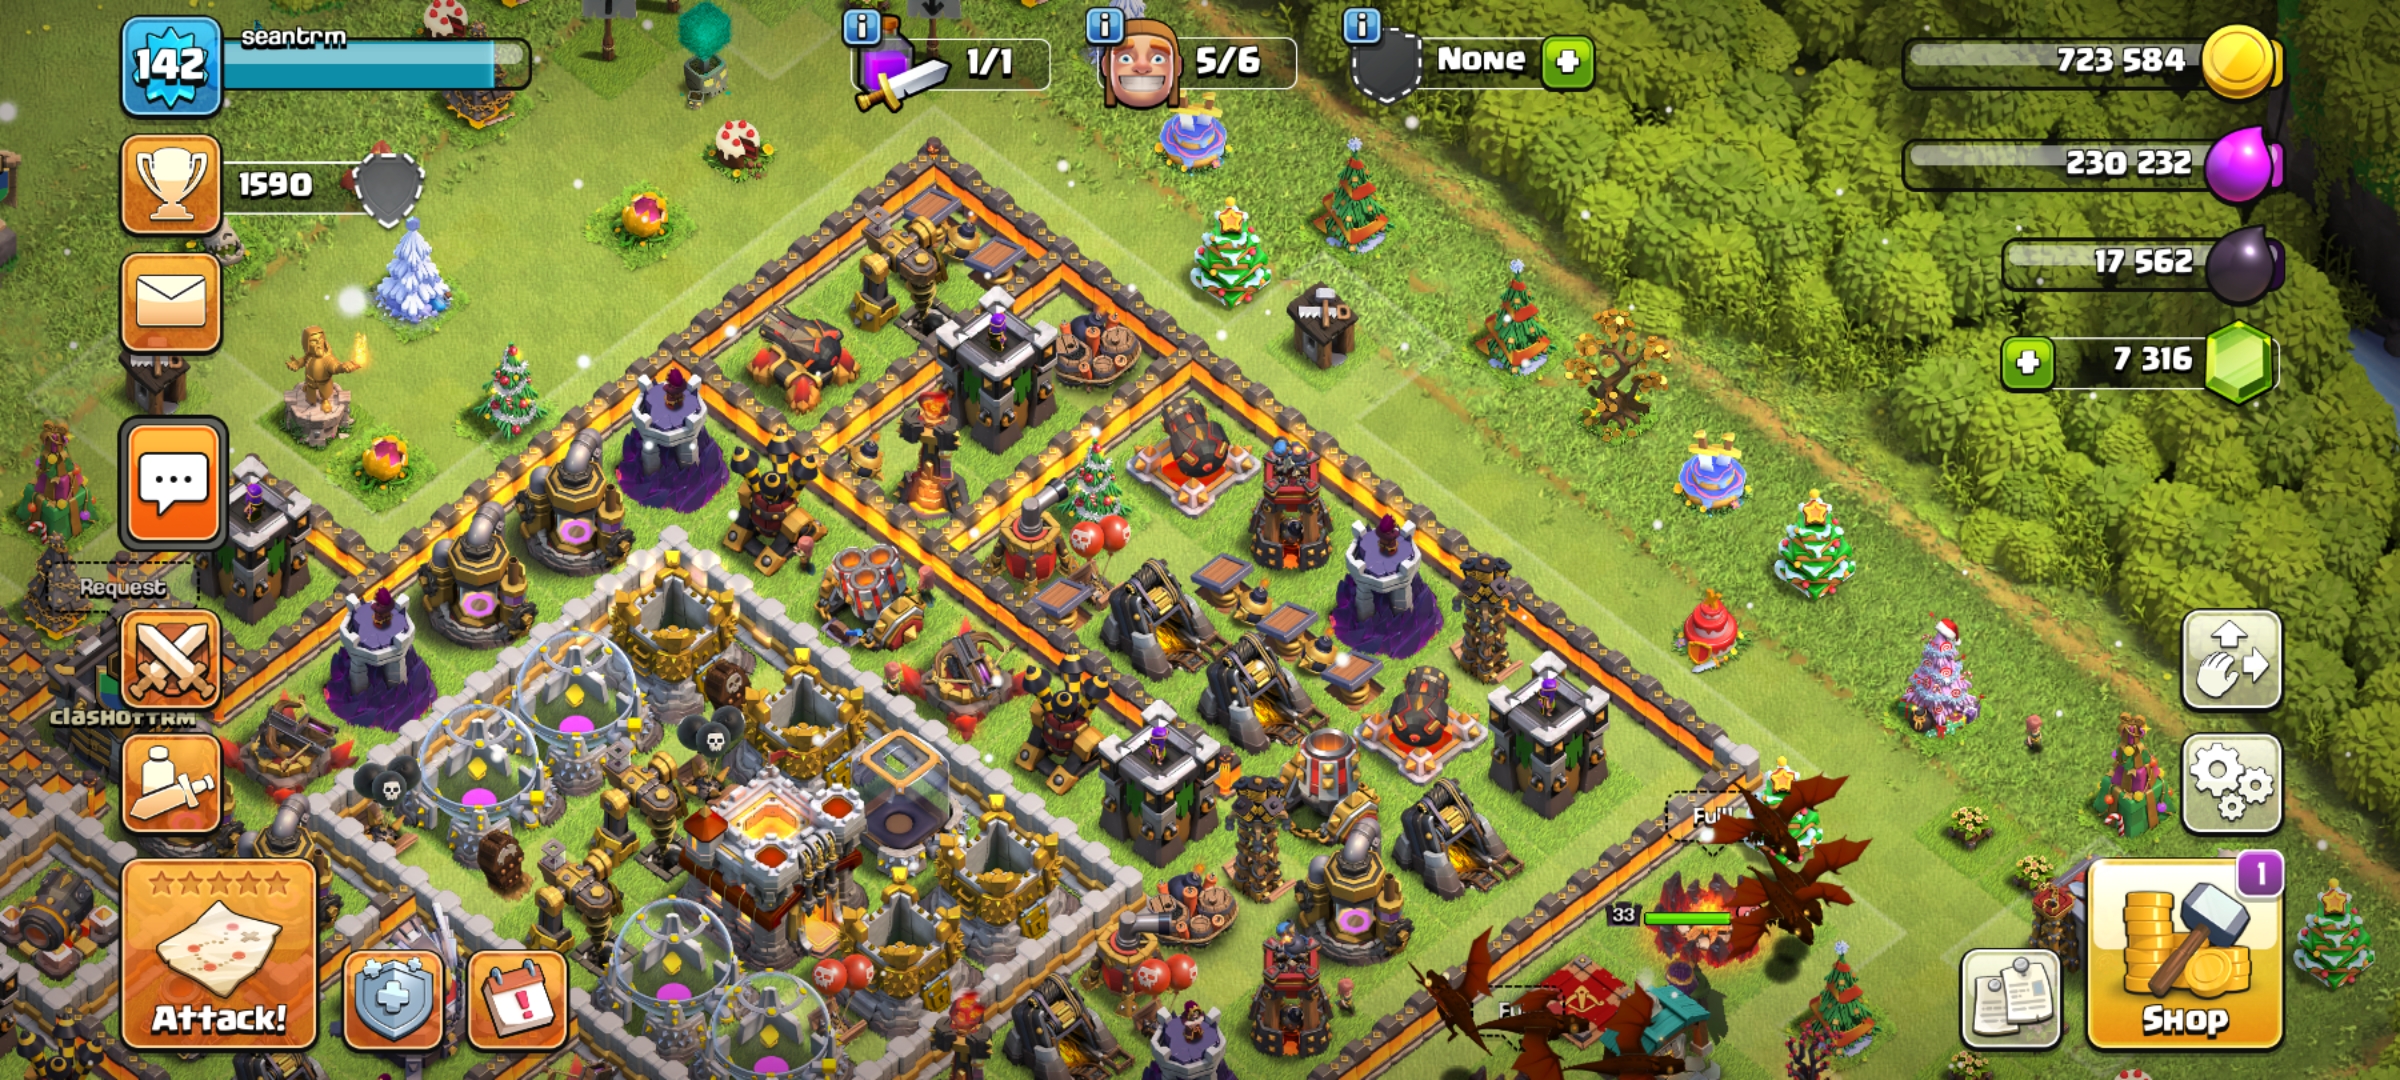 142
seantrm
1/1
5/6
None
723 584
1590
230 232
17 562
7 316
Request
clashottrm
Full!
33
1
Attack!
Shop